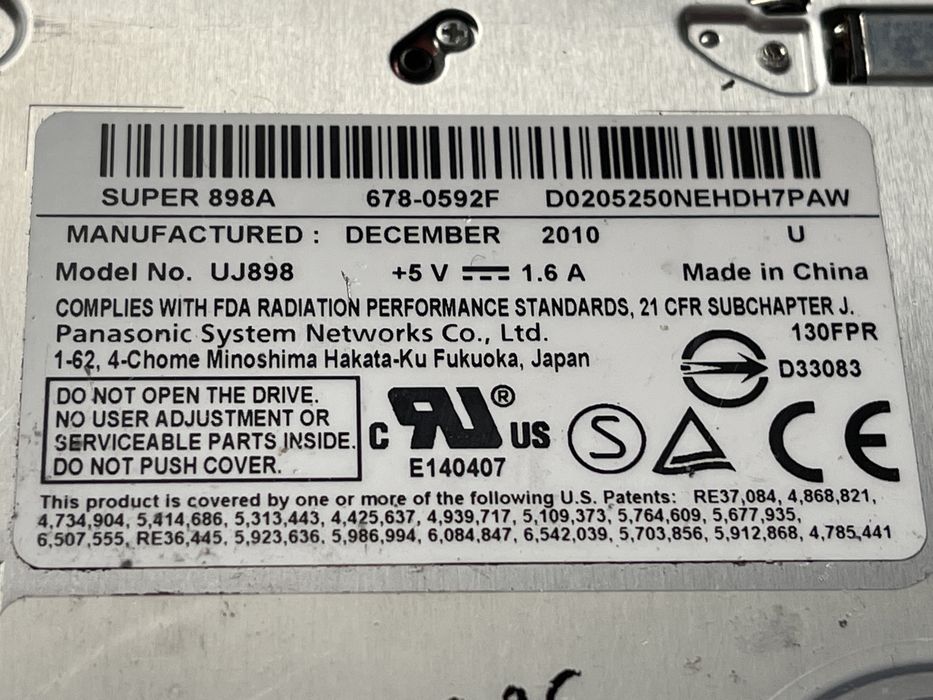 SUPER 898A 678-0592F D0205250NEHDH7PAW
MANUFACTURED : DECEMBER 2010 U
Model No. UJ898 +5 V 1.6 A Made in China
COMPLIES WITH FDA RADIATION PERFORMANCE STANDARDS, 21 CFR SUBCHAPTER J.
Panasonic System Networks Co., Ltd. 130FPR
1-62, 4-Chome Minoshima Hakata-Ku Fukuoka, Japan D33083
DO NOT OPEN THE DRIVE.
NO USER ADJUSTMENT OR
SERVICEABLE PARTS INSIDE.
DO NOT PUSH COVER.
C RU® US
E140407
S
CE
This product is covered by one or more of the following U.S. Patents: RE37,084, 4,868,821,
4,734,904, 5,414,686, 5,313,443, 4,425,637, 4,939,717, 5,109,373, 5,764,609, 5,677,935,
6,507,555, RE36,445, 5,923,636, 5,986,994, 6,084,847, 6,542,039, 5,703,856, 5,912,868, 4,785,441